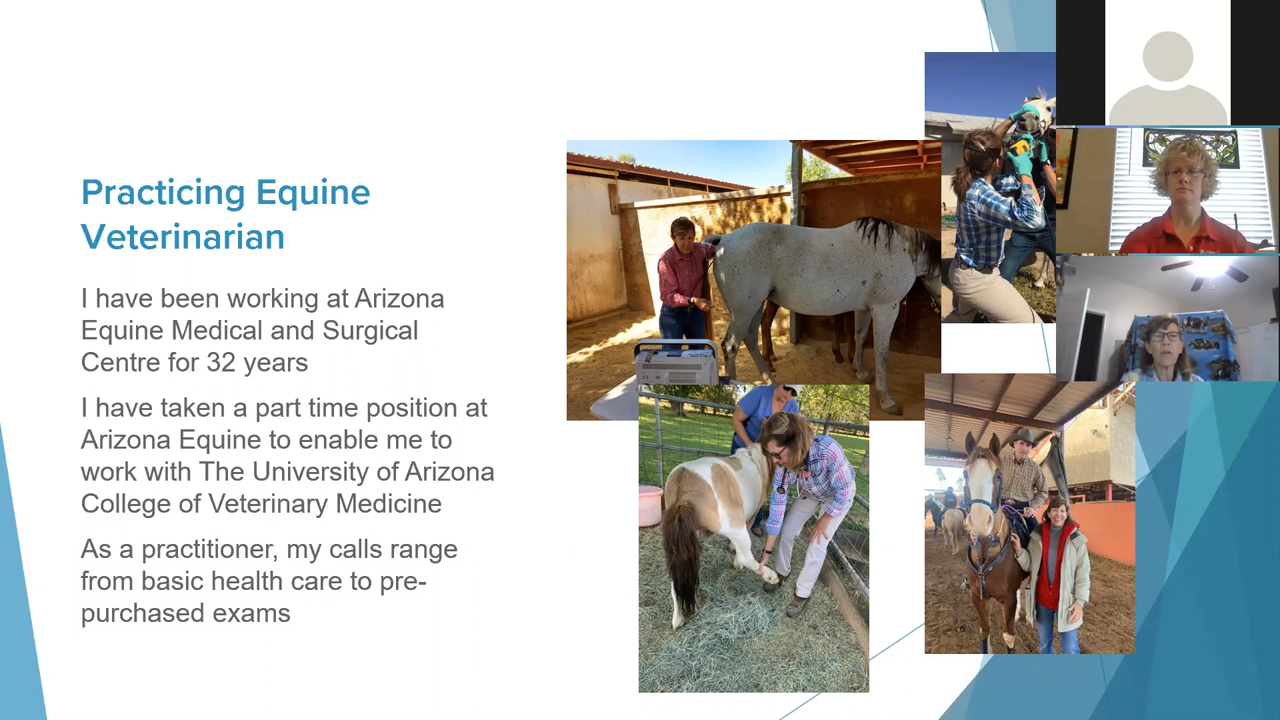 Practicing Equine
Veterinarian
I have been working at Arizona
Equine Medical and Surgical
Centre for 32 years
I have taken a part time position at
Arizona Equine to enable me to
work with The University of Arizona
College of Veterinary Medicine
As a practitioner, my calls range
from basic health care to pre-
purchased exams